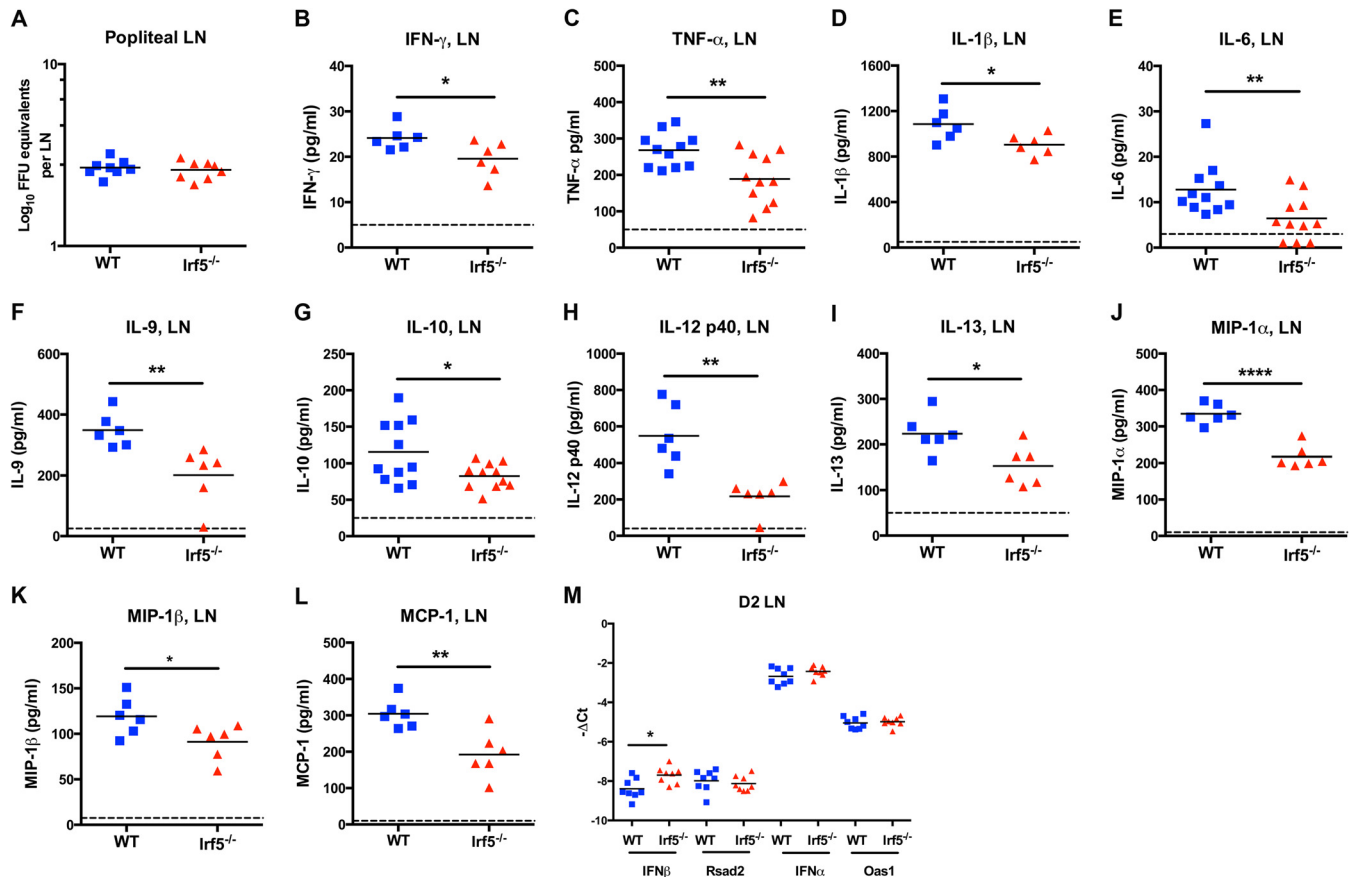 A
Popliteal LN
Log10 FFU equivalents
per LN
10
1
WT
Irf5-/-
B
IFN-γ, LN
IFN-γ (pg/ml)
40
30
20
10
0
*
WT
Irf5-/-
C
TNF-α, LN
TNF-α pg/ml)
500
400
300
200
100
0
**
WT
Irf5-/-
D
IL-1β, LN
IL-1β (pg/ml)
1600
1200
800
400
0
*
WT
Irf5-/-
E
IL-6, LN
IL-6 (pg/ml)
40
30
20
10
0
**
WT
Irf5-/-
F
IL-9, LN
IL-9 (pg/ml)
600
400
200
0
**
WT
Irf5-/-
G
IL-10, LN
IL-10 (pg/ml)
250
200
150
100
50
0
*
WT
Irf5-/-
H
IL-12 p40, LN
IL-12 p40 (pg/ml)
1000
800
600
400
200
0
**
WT
Irf5-/-
I
IL-13, LN
IL-13 (pg/ml)
400
300
200
100
0
*
WT
Irf5-/-
J
MIP-1α, LN
MIP-1α (pg/ml)
500
400
300
200
100
0
****
WT
Irf5-/-
K
MIP-1β, LN
MIP-1β (pg/ml)
200
150
100
50
0
*
WT
Irf5-/-
L
MCP-1, LN
MCP-1 (pg/ml)
500
400
300
200
100
0
**
WT
Irf5-/-
M
D2 LN
-ΔCt
0
-2
-4
-6
-8
-10
*
WT Irf5-/- WT Irf5-/- WT Irf5-/- WT Irf5-/-
IFNβ Rsad2 IFNα Oas1